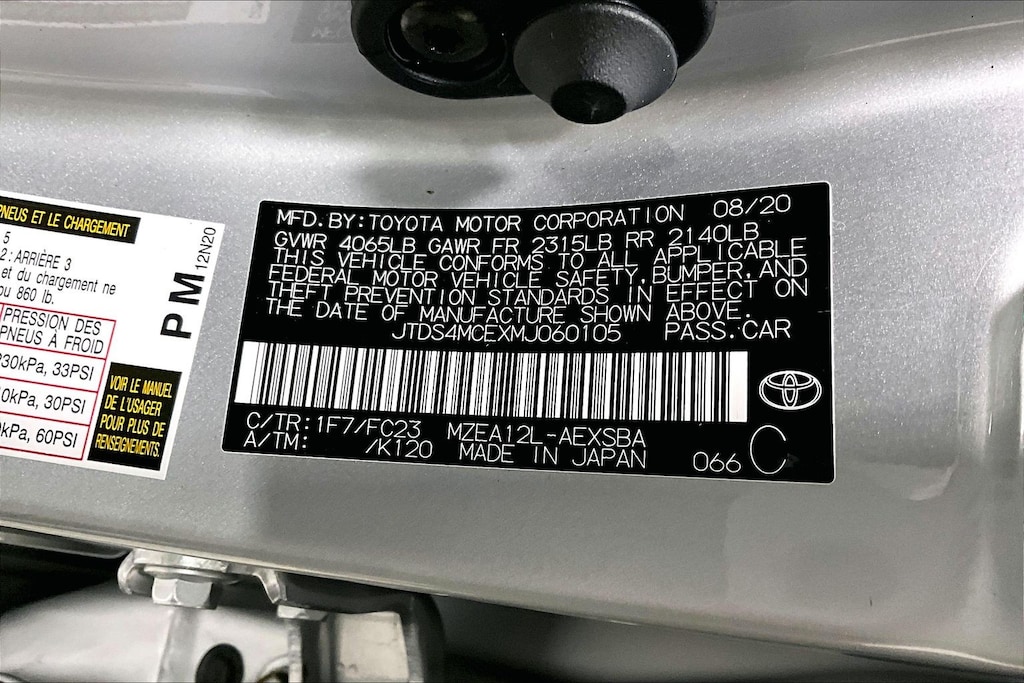 PNEUS ET LE CHARGEMENT
5
2: ARRIÈRE 3
et du chargement ne
ou 860 lb.
PRESSION DES
PNEUS À FROID
230kPa, 33PSI
0kPa, 30PSI
kPa, 60PSI
PM
12N20
VOIR LE MANUEL
DE L'USAGER
POUR PLUS DE
RENSEIGNEMENTS.
MFD. BY: TOYOTA MOTOR CORPORATION 08/20
GVWR 4065LB GAWR FR 2315LB RR 2140LB
THIS VEHICLE CONFORMS TO ALL APPLICABLE
FEDERAL MOTOR VEHICLE SAFETY, BUMPER, AND
THEFT PREVENTION STANDARDS IN EFFECT ON
THE DATE OF MANUFACTURE SHOWN ABOVE.
JTDS4MCEXMJ060105 PASS. CAR
C/TR: 1F7/FC23 MZEA12L-AEXSBA
A/TM: /K120 MADE IN JAPAN 066 C